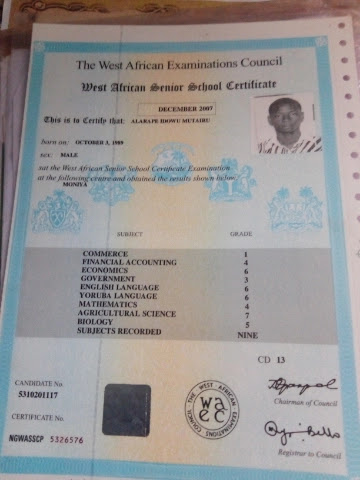 The West African Examinations Council
West African Senior School Certificate
DECEMBER 2007
This is to Certify that: ALARAPE IDOWU MUTAIRU
born on: OCTOBER 3, 1989
sex: MALE
sat the West African Senior School Certificate Examination
at the following centre and obtained the results shown below
MONIYA
SUBJECT GRADE
COMMERCE 1
FINANCIAL ACCOUNTING 4
ECONOMICS 6
GOVERNMENT 3
ENGLISH LANGUAGE 6
YORUBA LANGUAGE 6
MATHEMATICS 4
AGRICULTURAL SCIENCE 7
BIOLOGY 5
SUBJECTS RECORDED NINE
CD 13
CANDIDATE No.
5310201117
CERTIFICATE No.
NGWASSCP 5326576
THE WEST AFRICAN EXAMINATIONS COUNCIL
waec
Chairman of Council
Registrar to Council